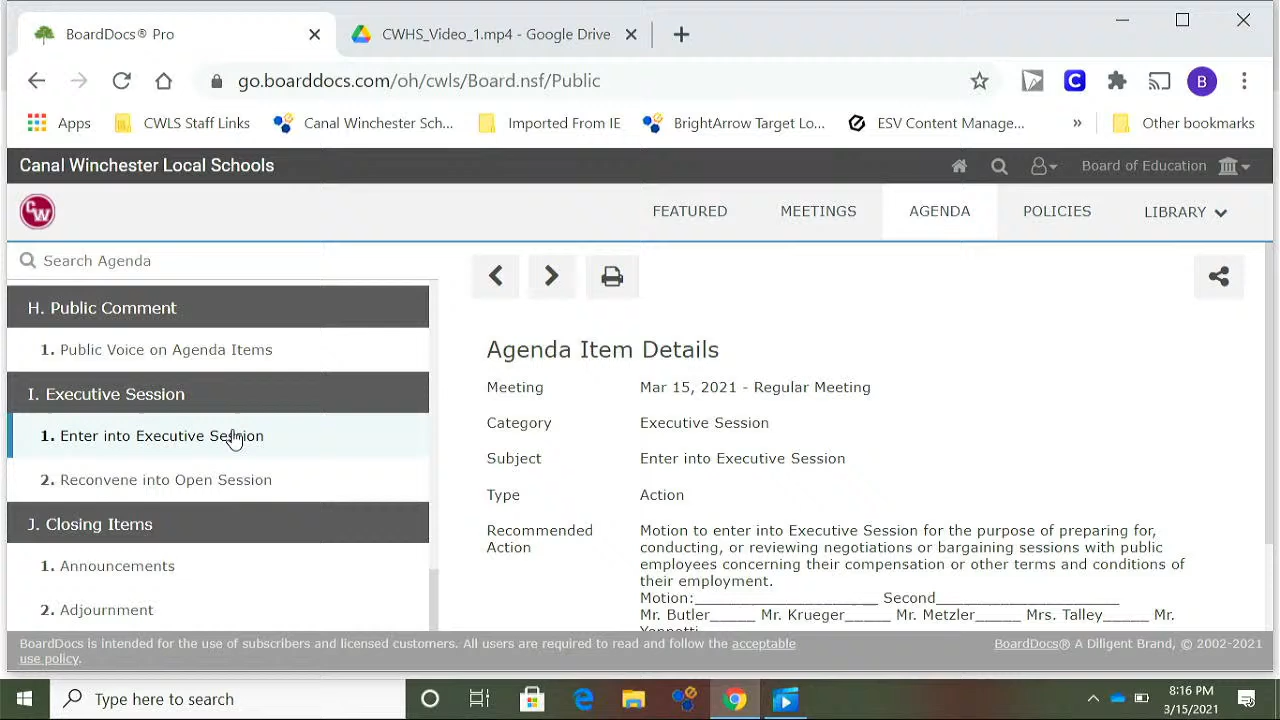 BoardDocs® Pro
CWHS_Video_1.mp4 - Google Drive
go.boarddocs.com/oh/cwls/Board.nsf/Public
B
Apps
CWLS Staff Links
Canal Winchester Sch...
Imported From IE
BrightArrow Target Lo...
ESV Content Manage...
»
Other bookmarks
Canal Winchester Local Schools
Board of Education
CW
FEATURED
MEETINGS
AGENDA
POLICIES
LIBRARY
Search Agenda
H. Public Comment
1. Public Voice on Agenda Items
I. Executive Session
1. Enter into Executive Session
2. Reconvene into Open Session
J. Closing Items
1. Announcements
2. Adjournment
Agenda Item Details
Meeting Mar 15, 2021 - Regular Meeting
Category Executive Session
Subject Enter into Executive Session
Type Action
Recommended Action
Motion to enter into Executive Session for the purpose of preparing for,
conducting, or reviewing negotiations or bargaining sessions with public
employees concerning their compensation or other terms and conditions of
their employment.
Motion:______________________ Second______________________
Mr. Butler_____ Mr. Krueger_____ Mr. Metzler_____ Mrs. Talley_____ Mr.
BoardDocs is intended for the use of subscribers and licensed customers. All users are required to read and follow the acceptable
use policy.
BoardDocs® A Diligent Brand, © 2002-2021
Type here to search
8:16 PM
3/15/2021